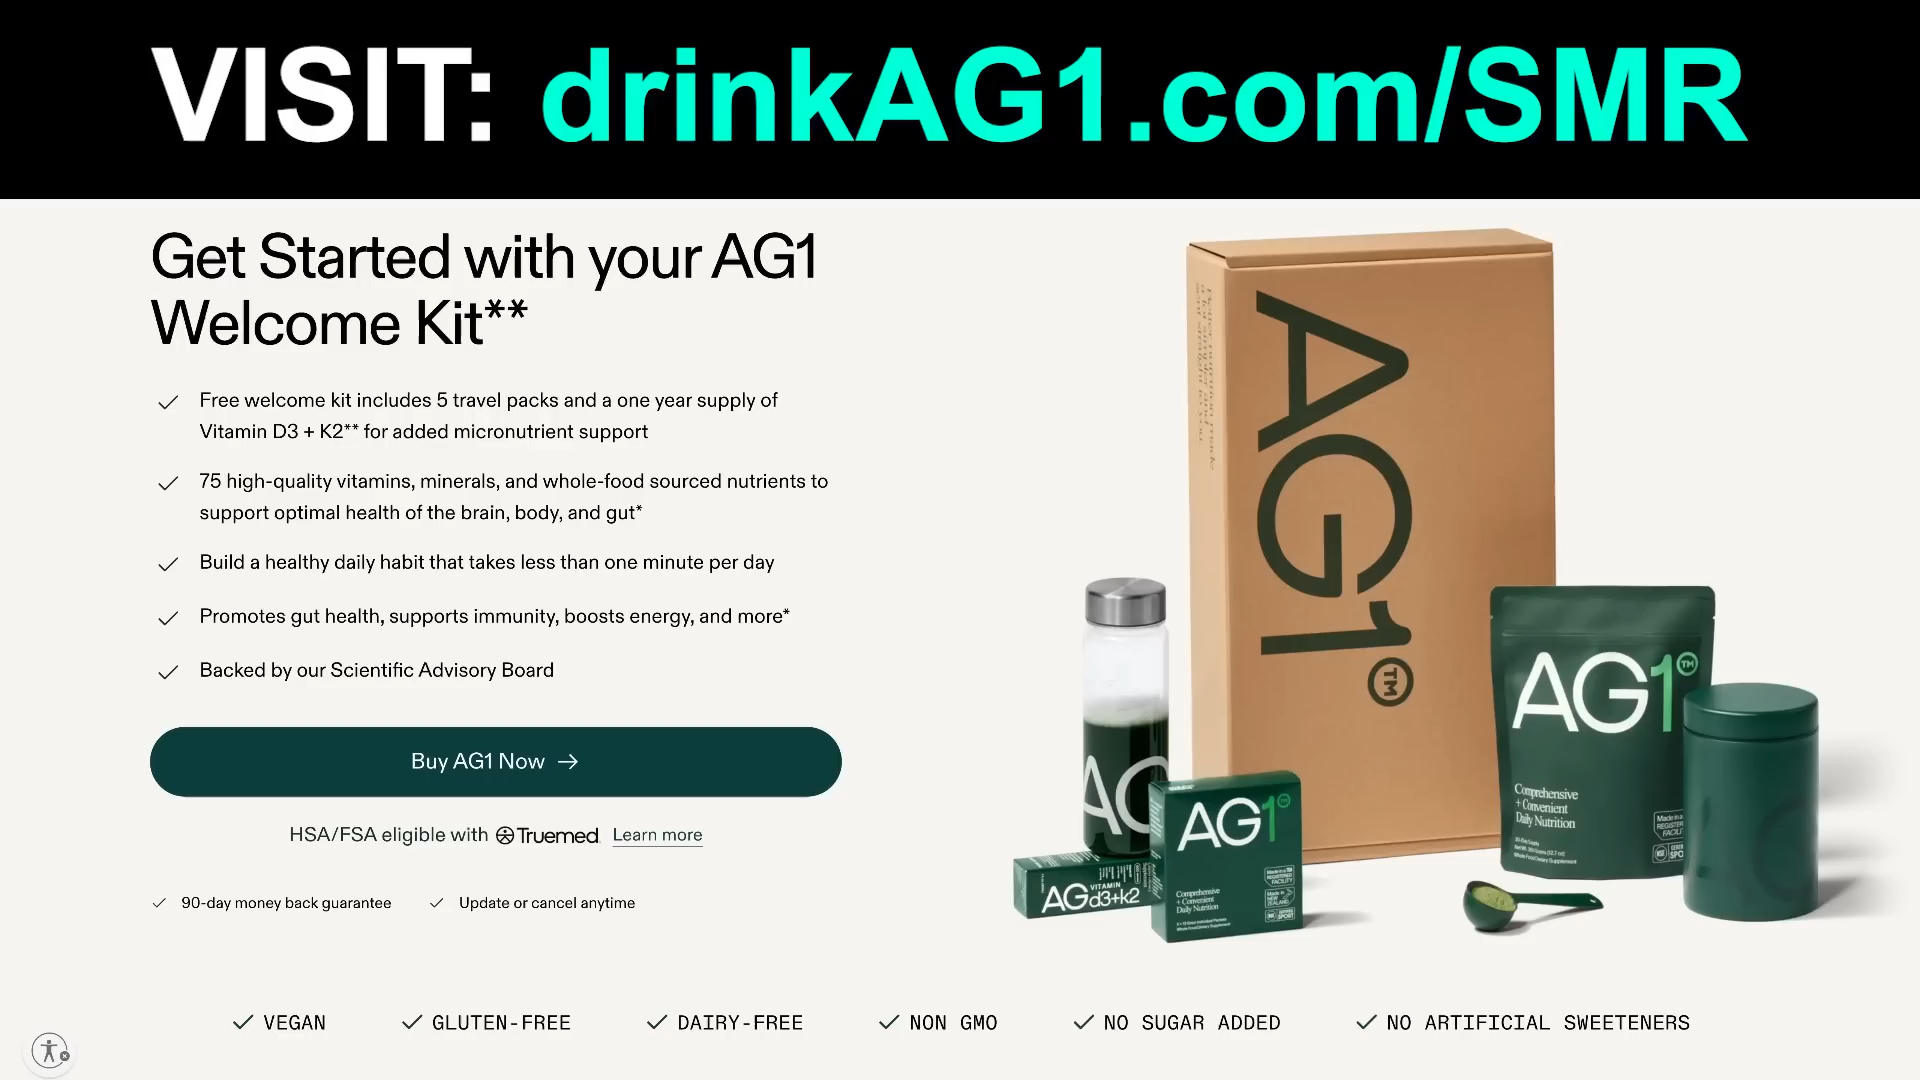 VISIT: drinkAG1.com/SMR
Get Started with your AG1
Welcome Kit**
Free welcome kit includes 5 travel packs and a one year supply of
Vitamin D3 + K2** for added micronutrient support
75 high-quality vitamins, minerals, and whole-food sourced nutrients to
support optimal health of the brain, body, and gut*
Build a healthy daily habit that takes less than one minute per day
Promotes gut health, supports immunity, boosts energy, and more*
Backed by our Scientific Advisory Board
Buy AG1 Now →
HSA/FSA eligible with Truemed Learn more
90-day money back guarantee Update or cancel anytime
AG1™
AG1™
Comprehensive
+ Convenient
Daily Nutrition
AG
AG VITAMIN
d3+k2
AG1™
Comprehensive
+ Convenient
Daily Nutrition
VEGAN GLUTEN-FREE DAIRY-FREE NON GMO NO SUGAR ADDED NO ARTIFICIAL SWEETENERS